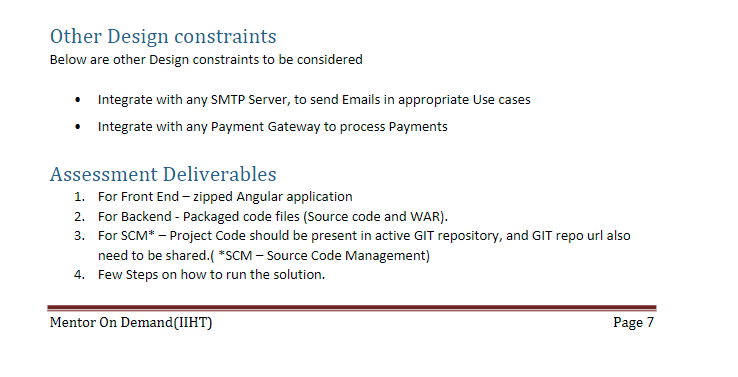 Other Design constraints
Below are other Design constraints to be considered
• Integrate with any SMTP Server, to send Emails in appropriate Use cases
• Integrate with any Payment Gateway to process Payments
Assessment Deliverables
1. For Front End – zipped Angular application
2. For Backend - Packaged code files (Source code and WAR).
3. For SCM* – Project Code should be present in active GIT repository, and GIT repo url also
need to be shared.( *SCM – Source Code Management)
4. Few Steps on how to run the solution.
Mentor On Demand(IIHT) Page 7